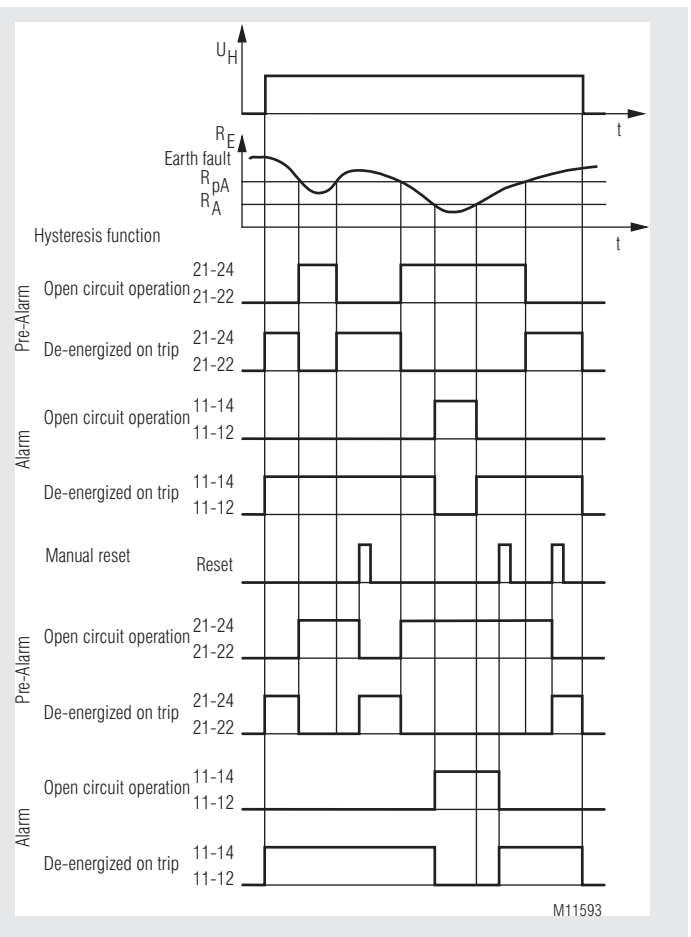 U_H
t
R_E
Earth fault
R_pA
R_A
t
Hysteresis function
Pre-Alarm
Open circuit operation 21-24
21-22
De-energized on trip 21-24
21-22
Alarm
Open circuit operation 11-14
11-12
De-energized on trip 11-14
11-12
Manual reset Reset
Pre-Alarm
Open circuit operation 21-24
21-22
De-energized on trip 21-24
21-22
Alarm
Open circuit operation 11-14
11-12
De-energized on trip 11-14
11-12
M11593